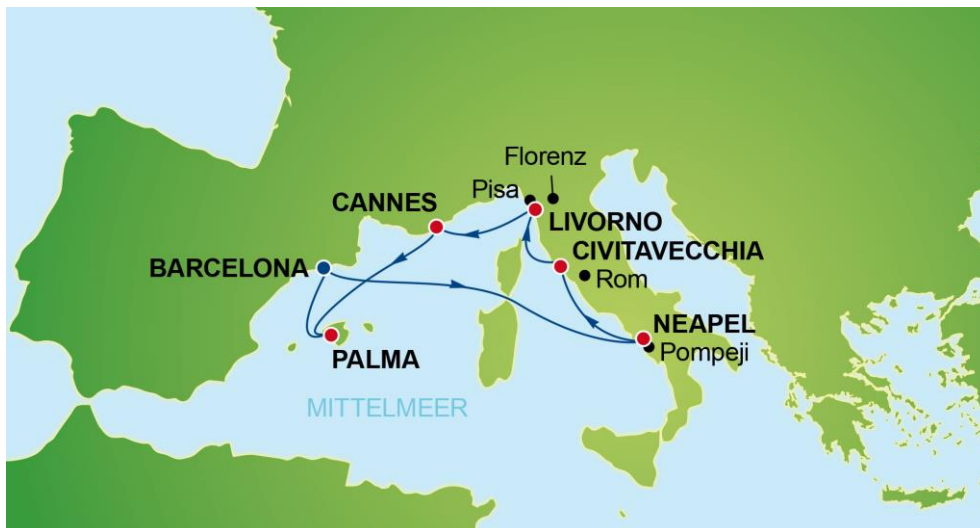 Florenz
Pisa
CANNES
LIVORNO
CIVITAVECCHIA
BARCELONA
Rom
NEAPEL
PALMA
Pompeji
MITTELMEER